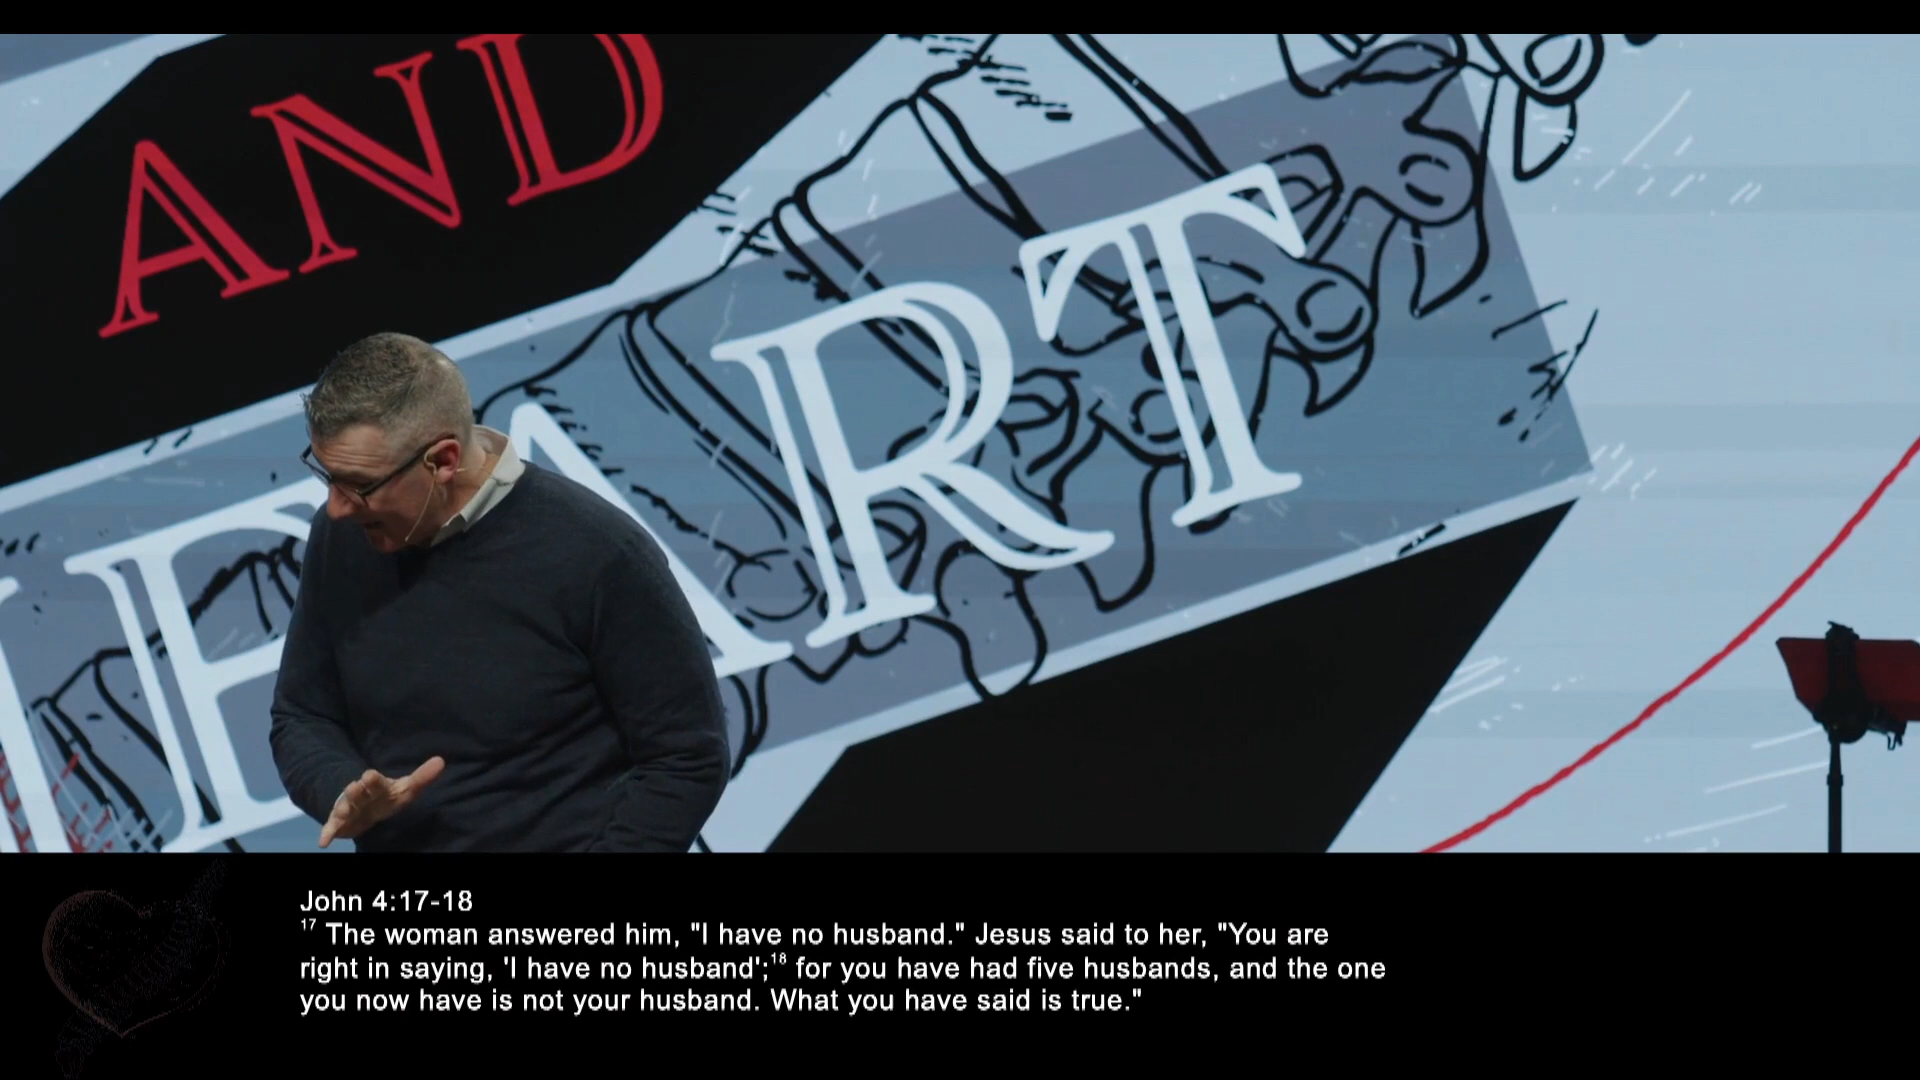 AND
HEART
John 4:17-18
17 The woman answered him, "I have no husband." Jesus said to her, "You are
right in saying, 'I have no husband';18 for you have had five husbands, and the one
you now have is not your husband. What you have said is true."